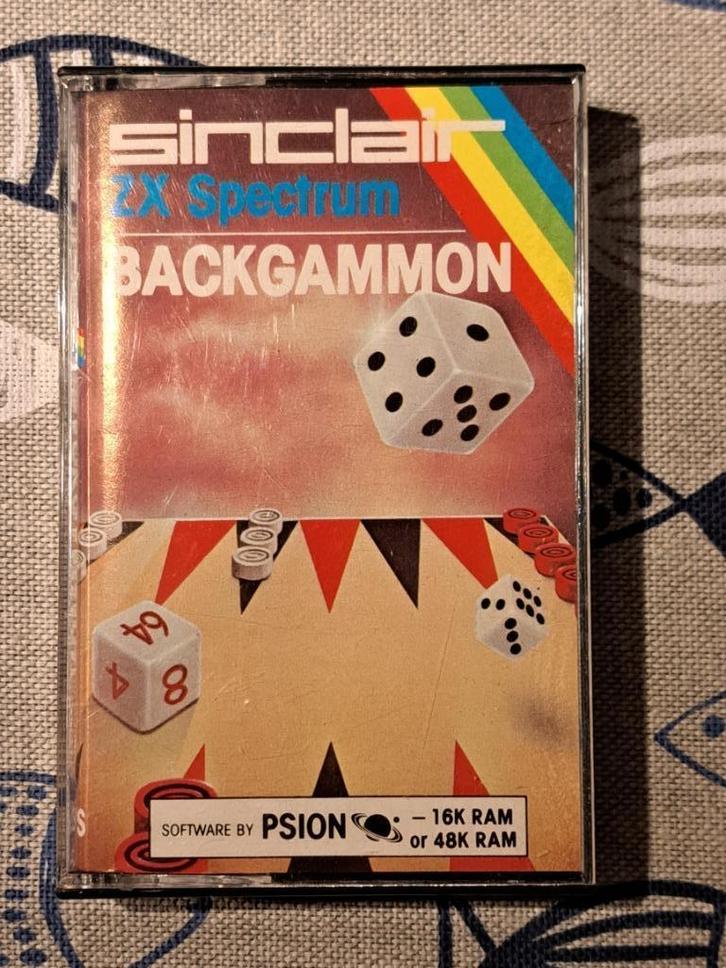 sinclair
ZX Spectrum
BACKGAMMON
64
4 8
SOFTWARE BY PSION – 16K RAM
or 48K RAM
S